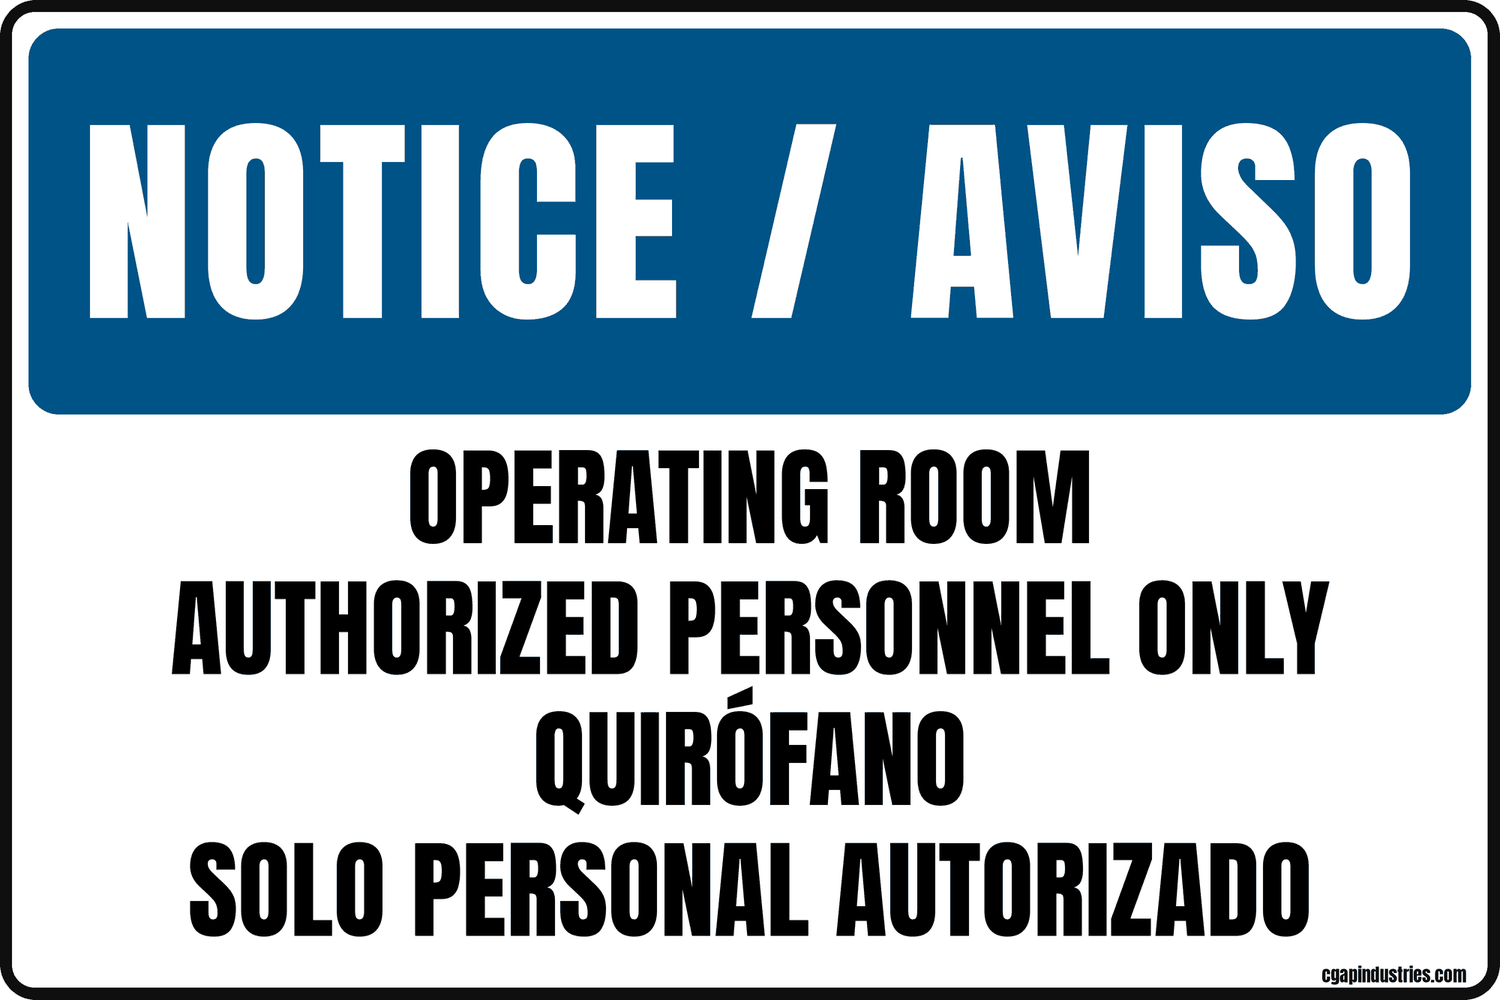 NOTICE / AVISO
OPERATING ROOM
AUTHORIZED PERSONNEL ONLY
QUIRÓFANO
SOLO PERSONAL AUTORIZADO
cgapindustries.com